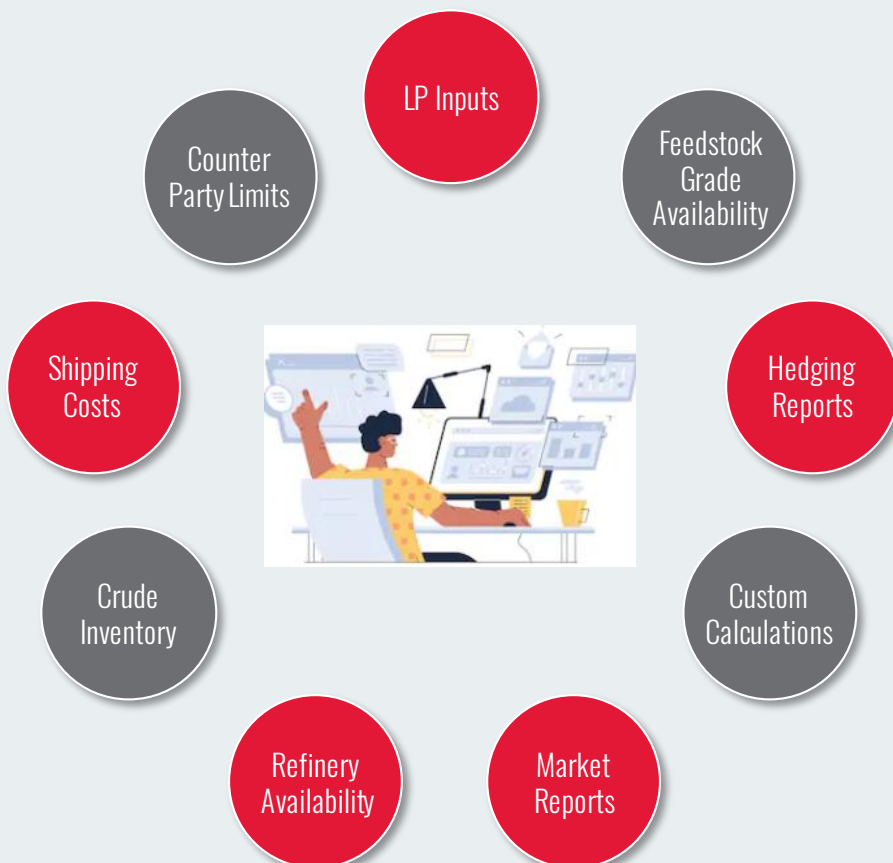 LP Inputs
Feedstock
Grade
Availability
Hedging
Reports
Custom
Calculations
Market
Reports
Refinery
Availability
Crude
Inventory
Shipping
Costs
Counter
Party Limits